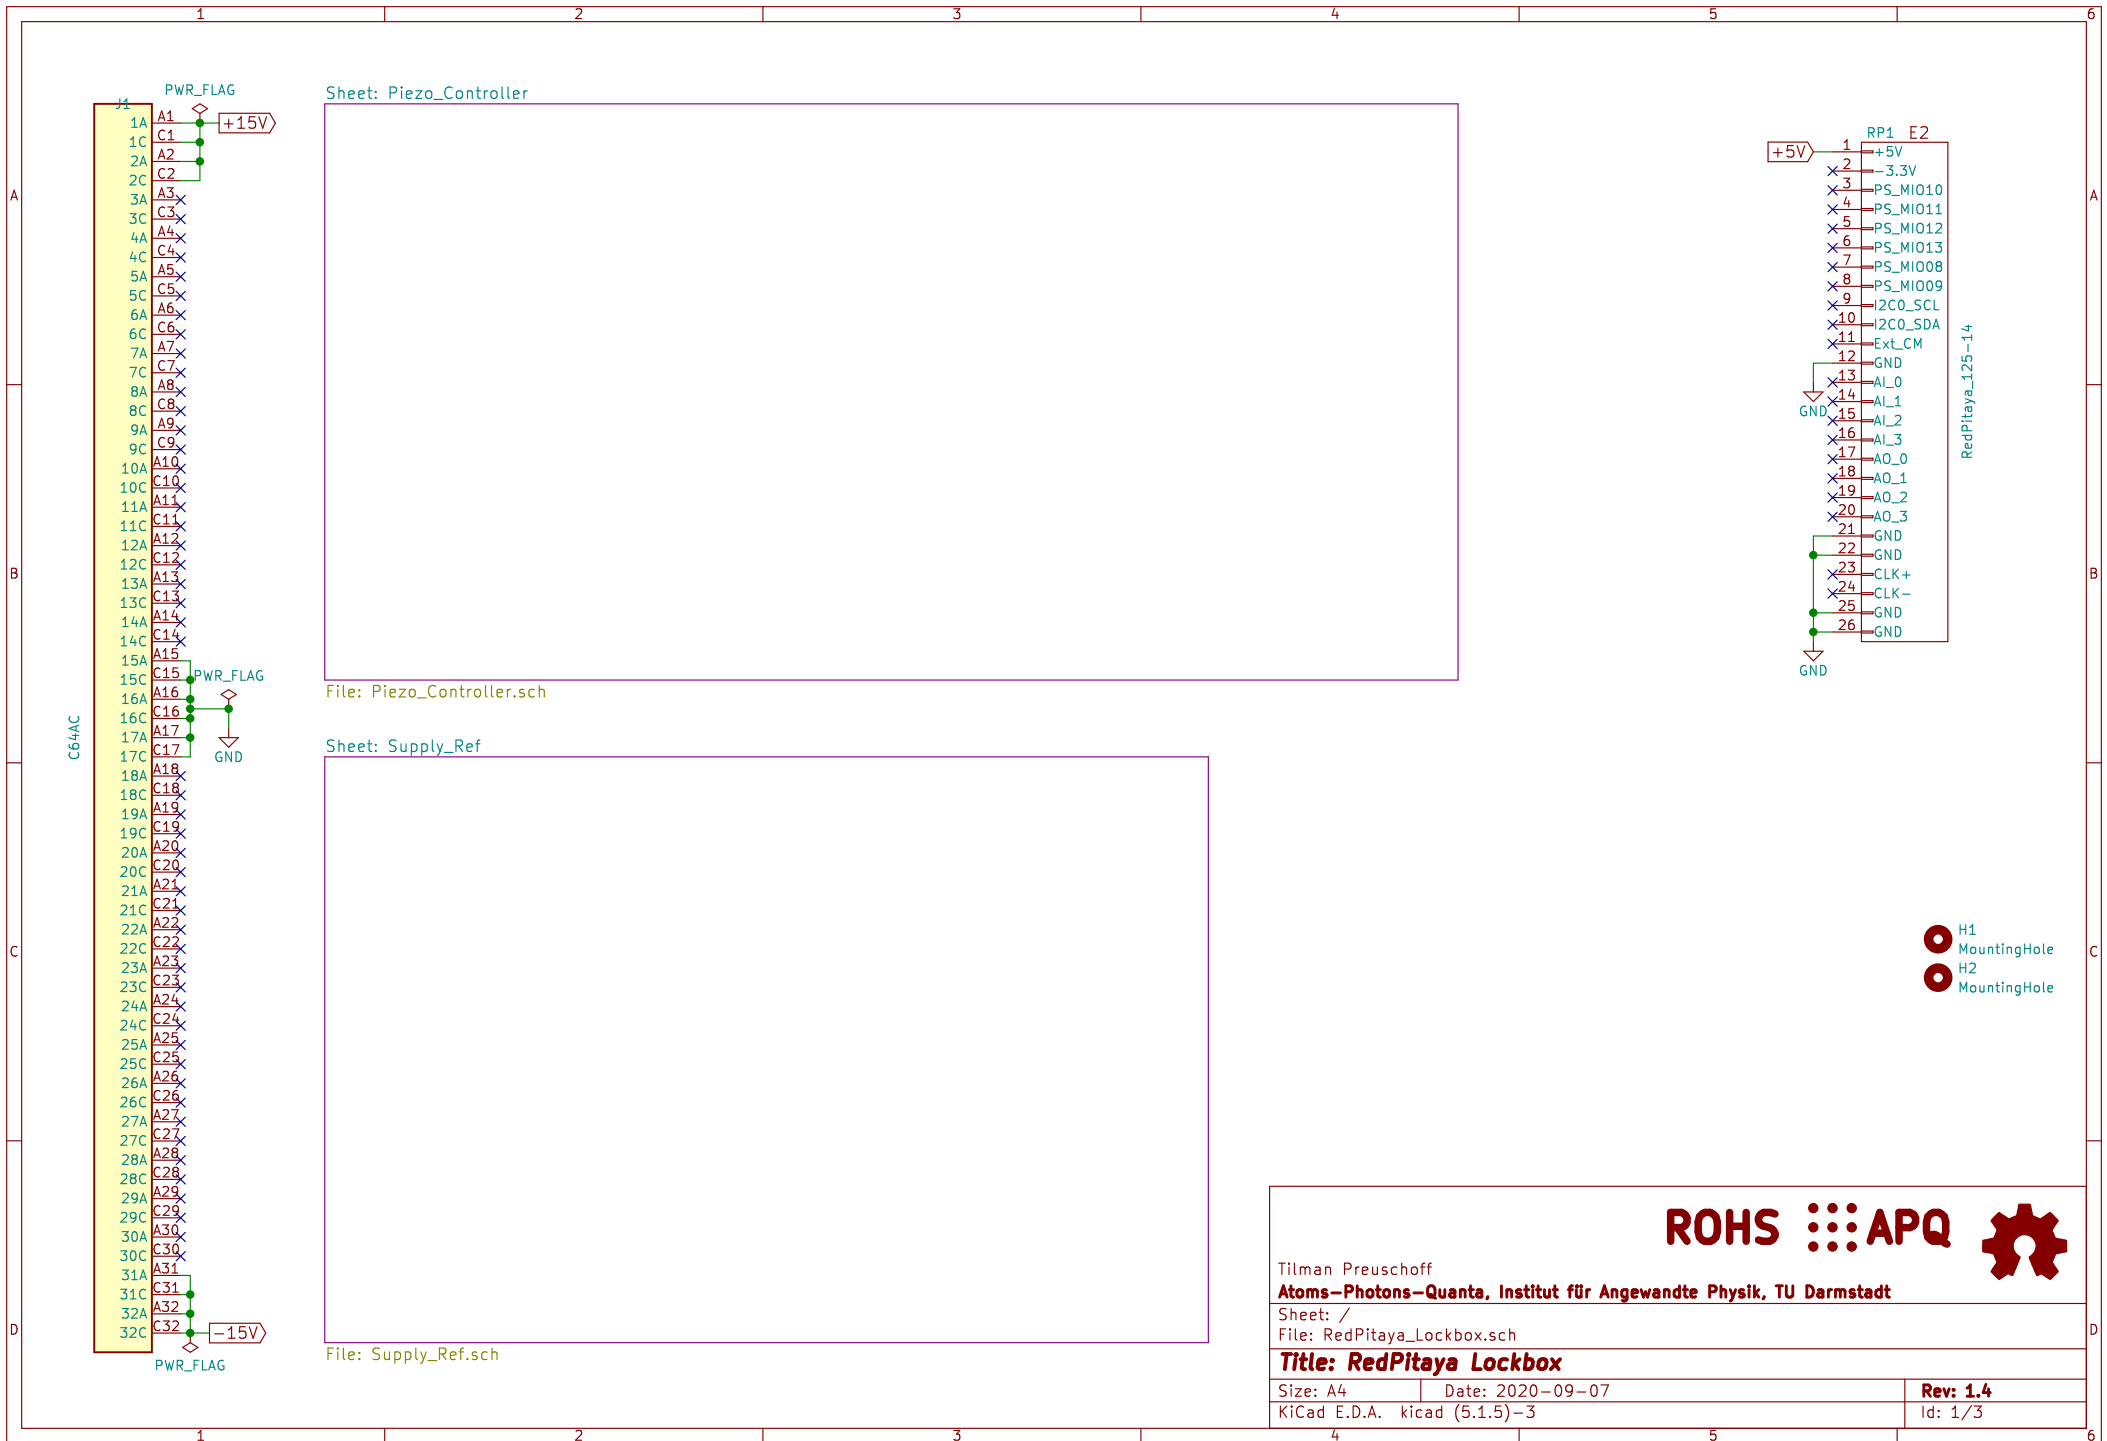 1 2 3 4 5 6
A
B
C
D
A
B
C
D
PWR_FLAG
J1
+15V
1A A1
1C C1
2A A2
2C C2
3A A3
3C C3
4A A4
4C C4
5A A5
5C C5
6A A6
6C C6
7A A7
7C C7
8A A8
8C C8
9A A9
9C C9
10A A10
10C C10
11A A11
11C C11
12A A12
12C C12
13A A13
13C C13
14A A14
14C C14
15A A15
15C C15
16A A16
16C C16
17A A17
17C C17
18A A18
18C C18
19A A19
19C C19
20A A20
20C C20
21A A21
21C C21
22A A22
22C C22
23A A23
23C C23
24A A24
24C C24
25A A25
25C C25
26A A26
26C C26
27A A27
27C C27
28A A28
28C C28
29A A29
29C C29
30A A30
30C C30
31A A31
31C C31
32A A32
32C C32
C64AC
PWR_FLAG
GND
-15V
PWR_FLAG
Sheet: Piezo_Controller
File: Piezo_Controller.sch
Sheet: Supply_Ref
File: Supply_Ref.sch
RP1 E2
+5V
1 +5V
2 -3.3V
3 PS_MIO10
4 PS_MIO11
5 PS_MIO12
6 PS_MIO13
7 PS_MIO08
8 PS_MIO09
9 I2C0_SCL
10 I2C0_SDA
11 Ext_CM
12 GND
13 AI_0
14 AI_1
15 AI_2
16 AI_3
17 AO_0
18 AO_1
19 AO_2
20 AO_3
21 GND
22 GND
23 CLK+
24 CLK-
25 GND
26 GND
RedPitaya_125-14
GND
GND
H1
MountingHole
H2
MountingHole
ROHS APQ
Tilman Preuschoff
Atoms-Photons-Quanta, Institut für Angewandte Physik, TU Darmstadt
Sheet: /
File: RedPitaya_Lockbox.sch
Title: RedPitaya Lockbox
Size: A4 Date: 2020-09-07 Rev: 1.4
KiCad E.D.A. kicad (5.1.5)-3 Id: 1/3
1 2 3 4 5 6